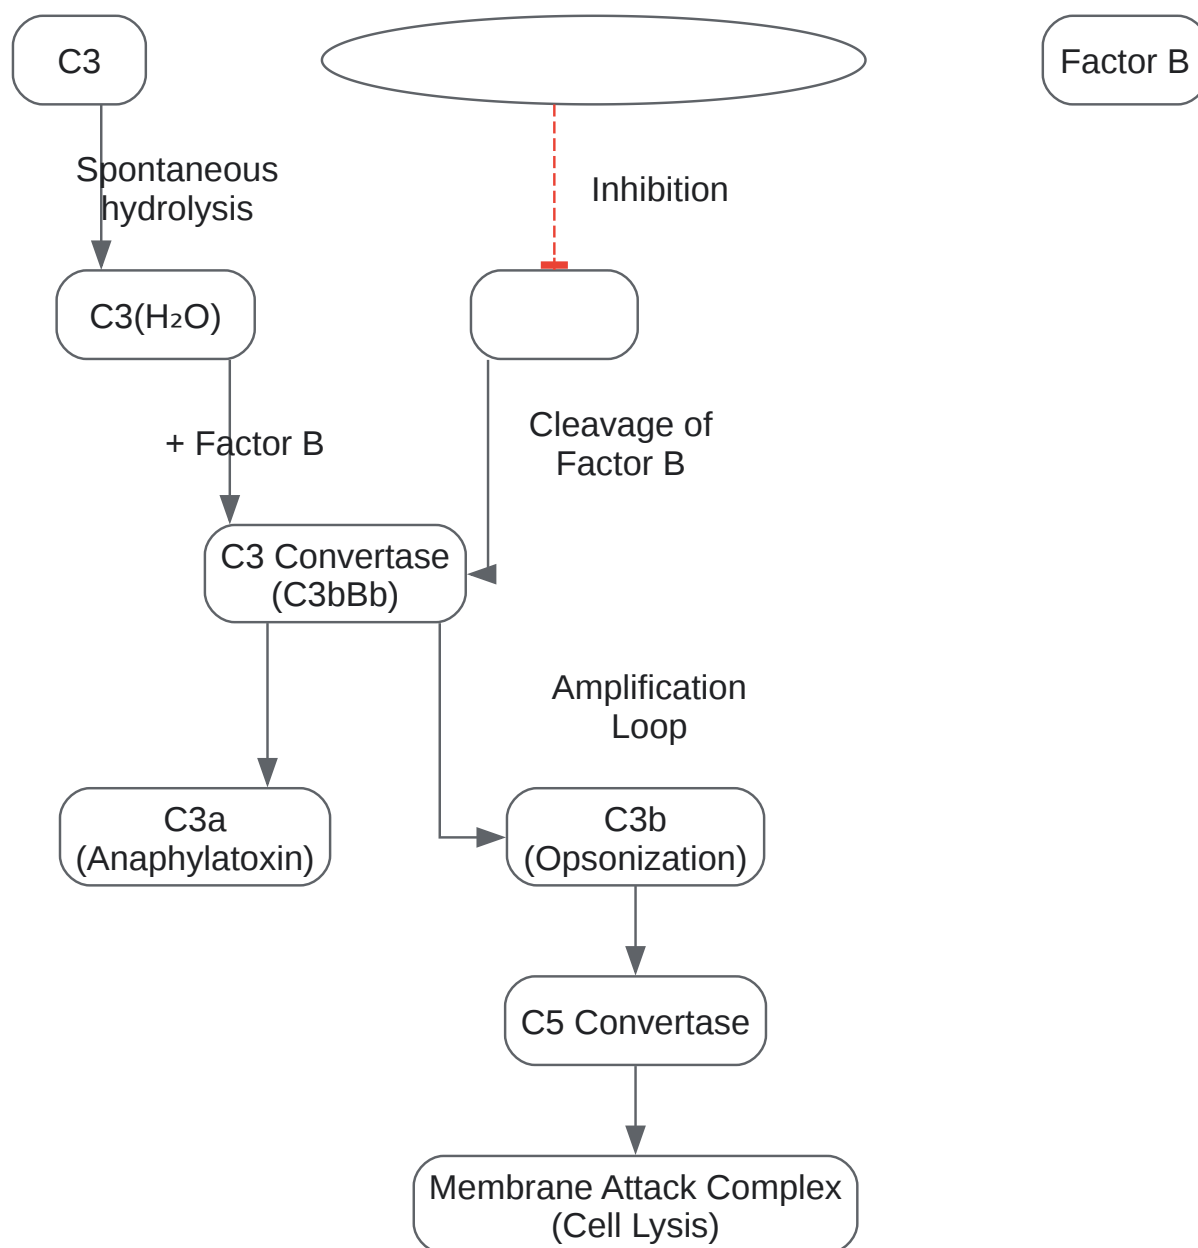 C3
Factor B
Spontaneous
hydrolysis
Inhibition
C3(H₂O)
+ Factor B
Cleavage of
Factor B
C3 Convertase
(C3bBb)
Amplification
Loop
C3a
(Anaphylatoxin)
C3b
(Opsonization)
C5 Convertase
Membrane Attack Complex
(Cell Lysis)